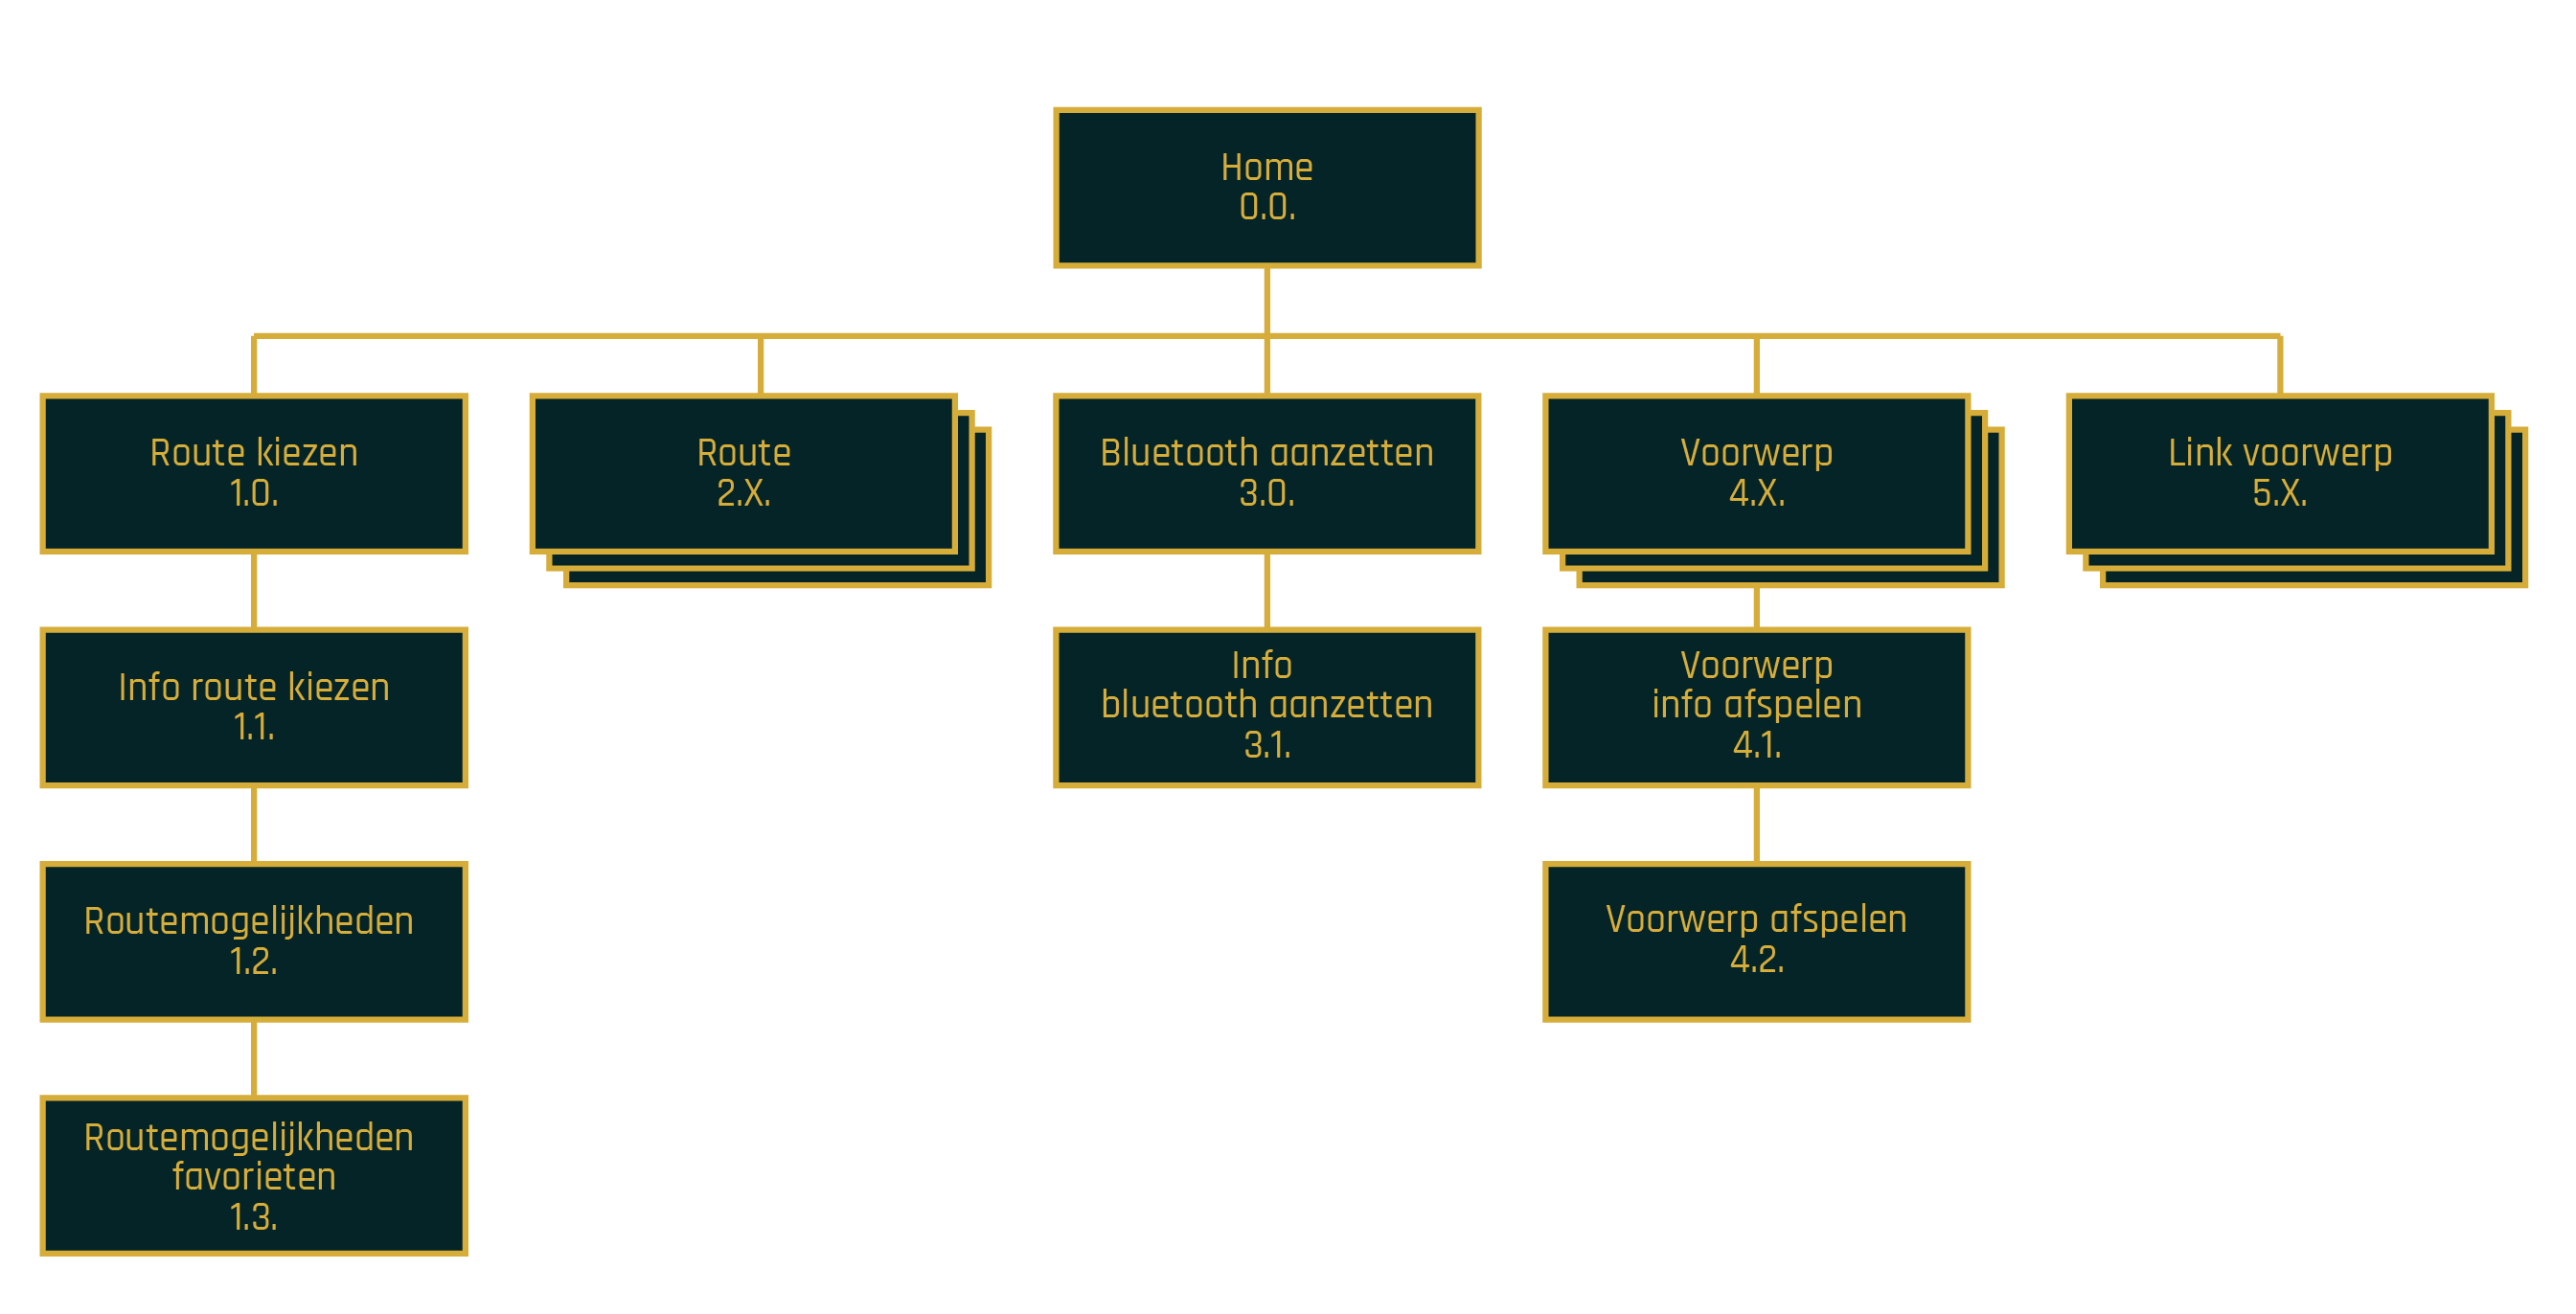 Home
0.0.
Route kiezen
1.0.
Route
2.X.
Bluetooth aanzetten
3.0.
Voorwerp
4.X.
Link voorwerp
5.X.
Info route kiezen
1.1.
Info
bluetooth aanzetten
3.1.
Voorwerp
info afspelen
4.1.
Routemogelijkheden
1.2.
Voorwerp afspelen
4.2.
Routemogelijkheden
favorieten
1.3.